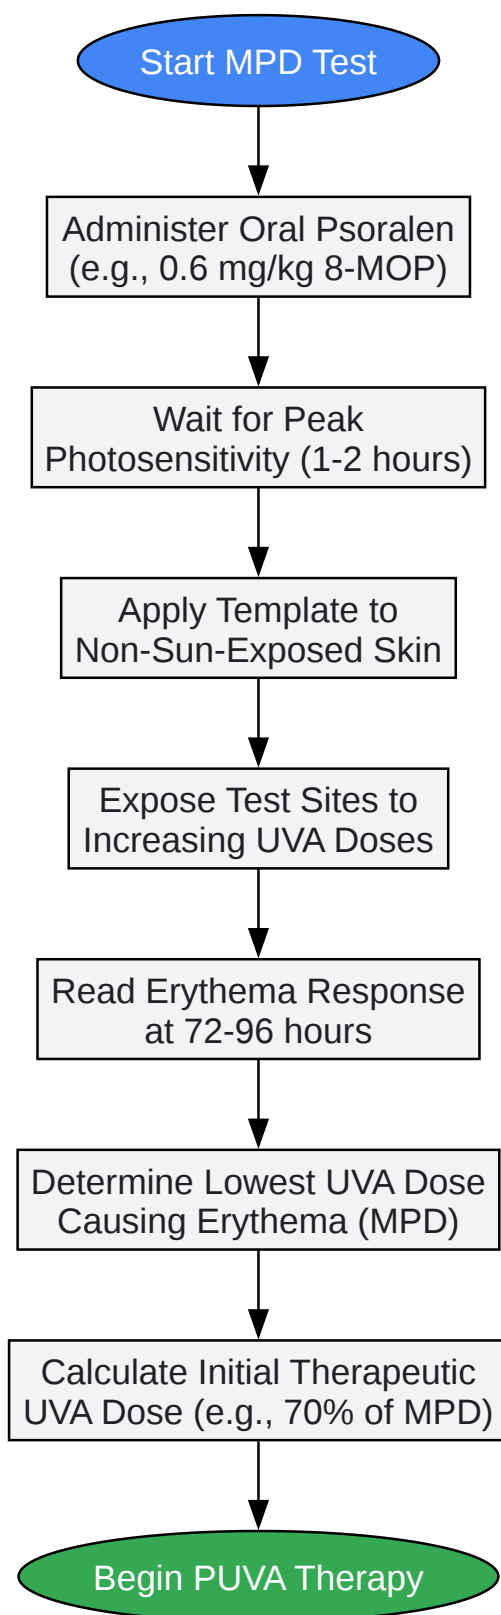 Start MPD Test
Administer Oral Psoralen
(e.g., 0.6 mg/kg 8-MOP)
Wait for Peak
Photosensitivity (1-2 hours)
Apply Template to
Non-Sun-Exposed Skin
Expose Test Sites to
Increasing UVA Doses
Read Erythema Response
at 72-96 hours
Determine Lowest UVA Dose
Causing Erythema (MPD)
Calculate Initial Therapeutic
UVA Dose (e.g., 70% of MPD)
Begin PUVA Therapy